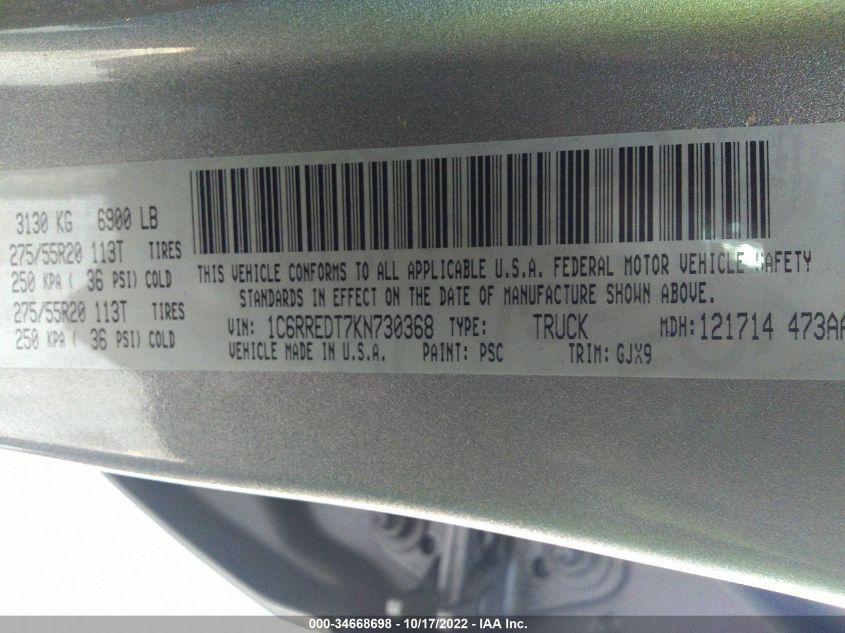 3130 KG 6900 LB
275/55R20 113T TIRES
250 KPA ( 36 PSI) COLD
275/55R20 113T TIRES
250 KPA ( 36 PSI) COLD
THIS VEHICLE CONFORMS TO ALL APPLICABLE U.S.A. FEDERAL MOTOR VEHICLE SAFETY
STANDARDS IN EFFECT ON THE DATE OF MANUFACTURE SHOWN ABOVE.
VIN: 1C6RREDT7KN730368 TYPE: TRUCK MDH: 121714 473AA
VEHICLE MADE IN U.S.A. PAINT: PSC TRIM: GJX9
000-34668698 - 10/17/2022 - IAAI Inc.